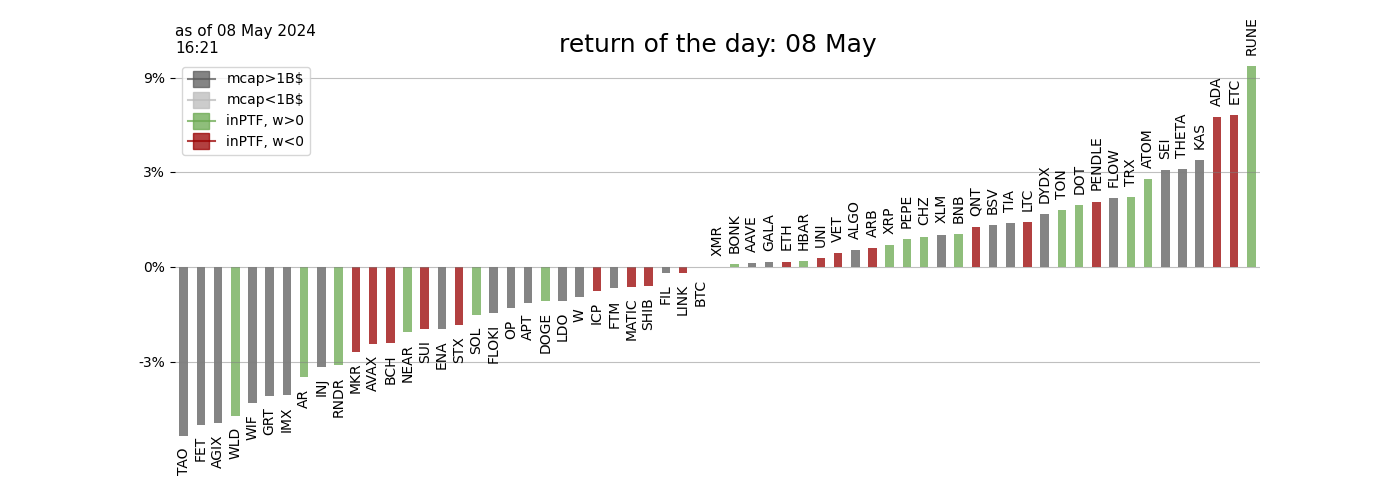 as of 08 May 2024
16:21
return of the day: 08 May
mcap>1B$
mcap<1B$
inPTF, w>0
inPTF, w<0
9%
3%
0%
-3%
TAO
FET
AGIX
WLD
WIF
GRT
IMX
AR
INJ
RNDR
MKR
AVAX
BCH
NEAR
SUI
ENA
STX
SOL
FLOKI
OP
APT
DOGE
LDO
W
ICP
FTM
MATIC
SHIB
FIL
LINK
BTC
XMR
BONK
AAVE
GALA
ETH
HBAR
UNI
VET
ALGO
ARB
XRP
PEPE
CHZ
XLM
BNB
QNT
BSV
TIA
LTC
DYDX
TON
DOT
PENDLE
FLOW
TRX
ATOM
SEI
THETA
KAS
ADA
ETC
RUNE